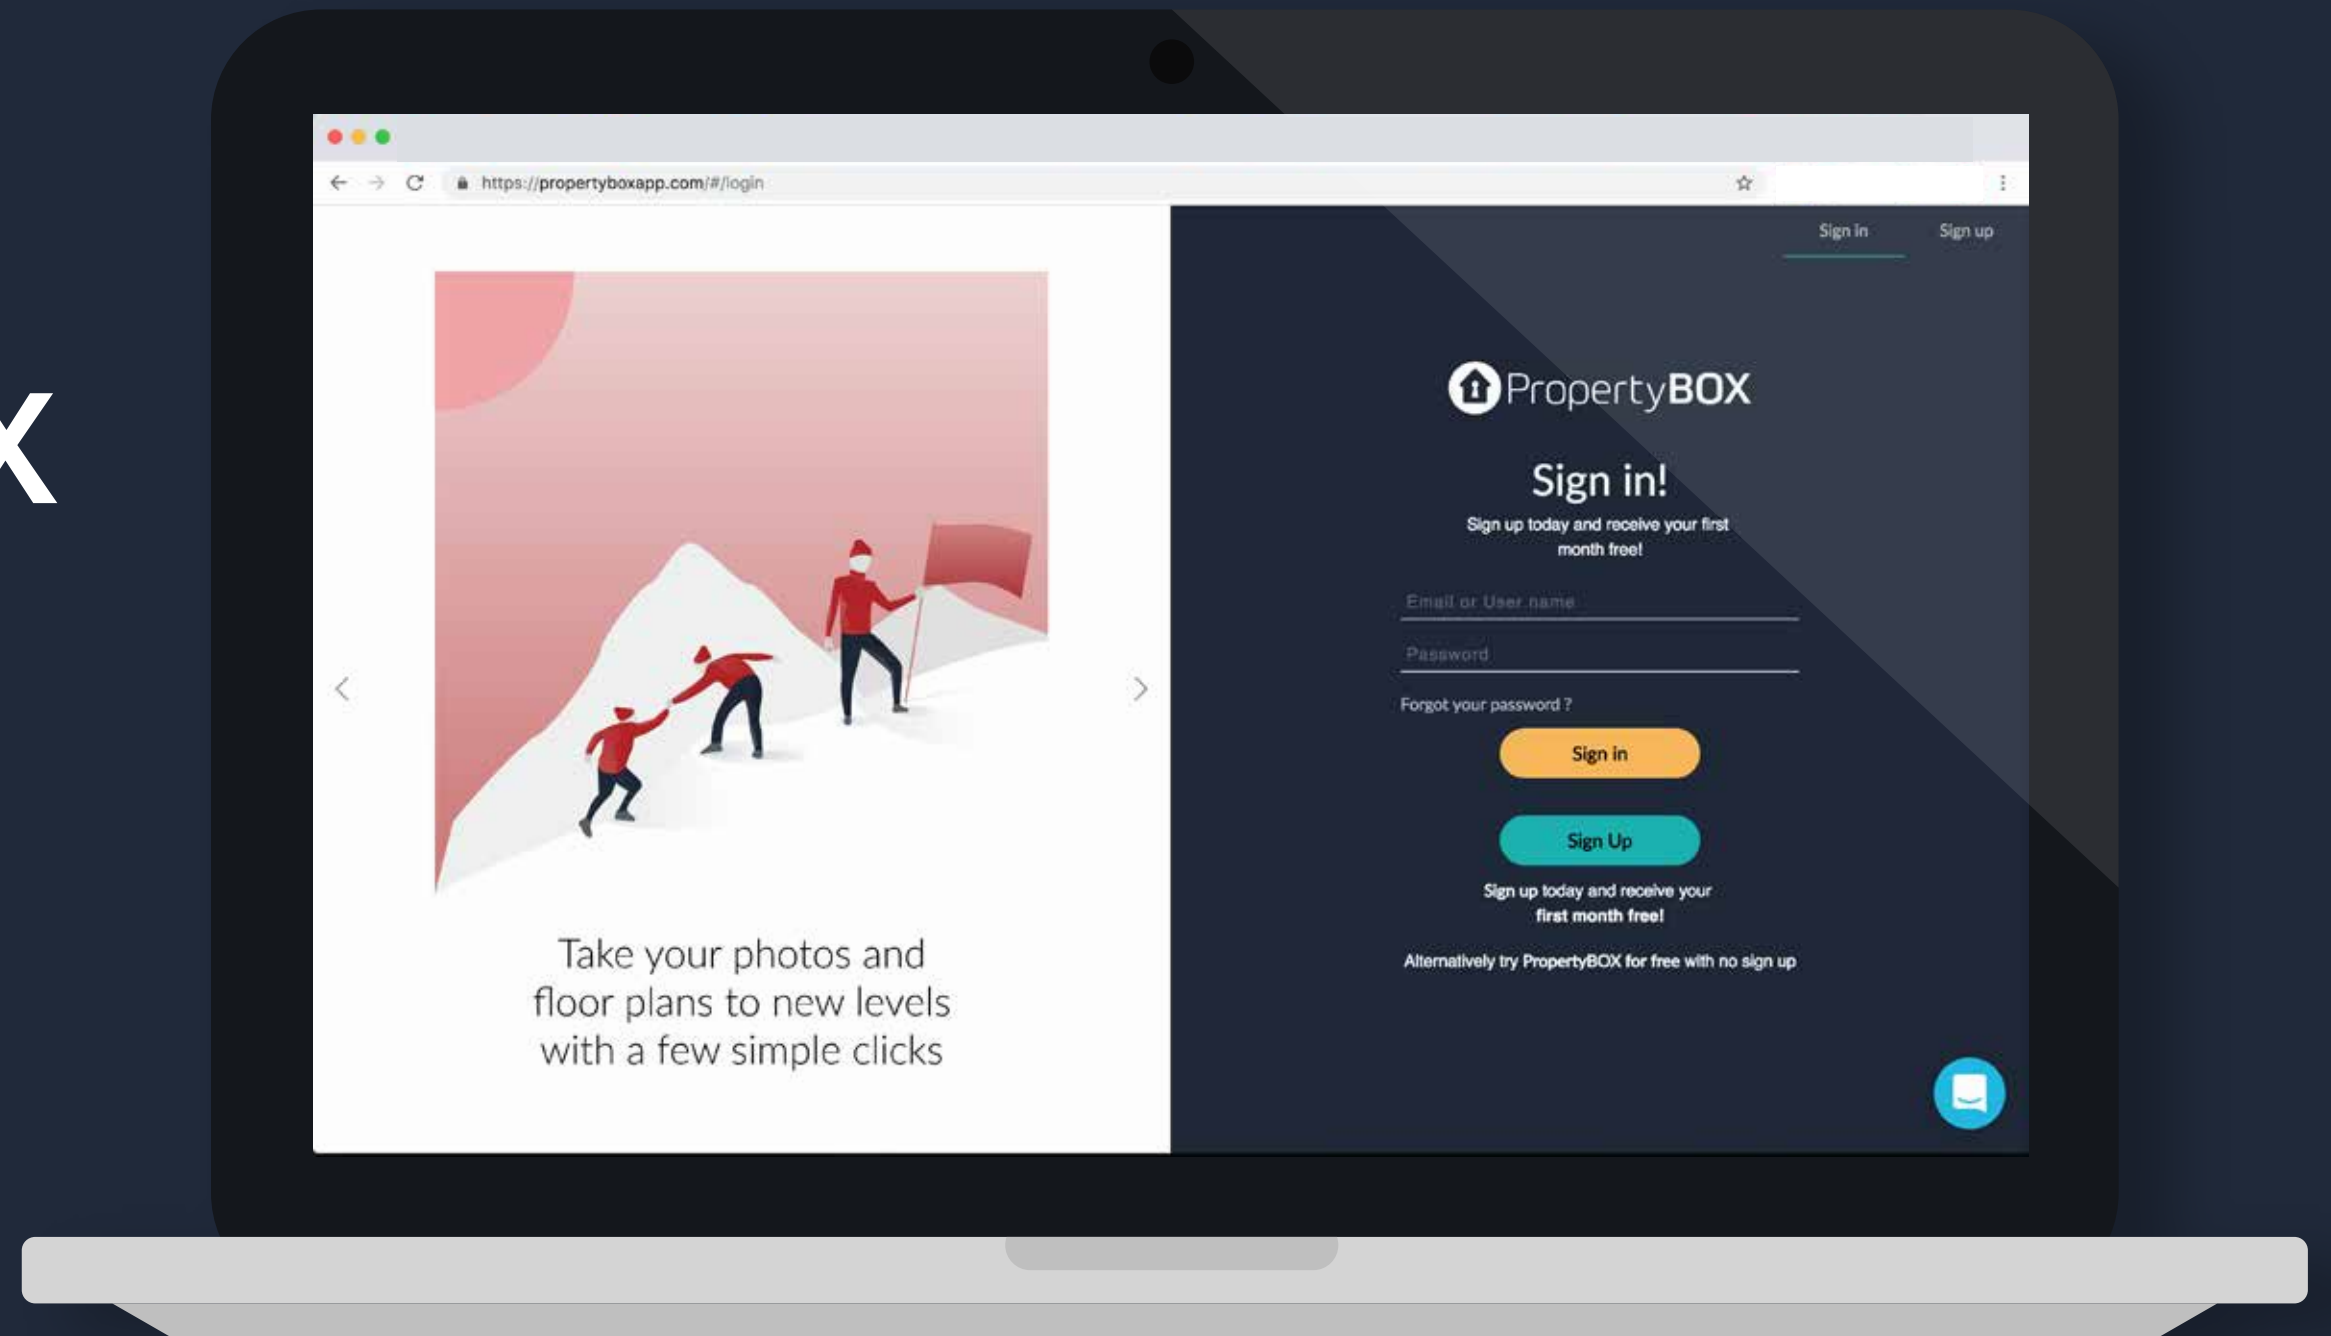 X
https://propertyboxapp.com/#/login
Sign in
Sign up
PropertyBOX
Sign in!
Sign up today and receive your first
month free!
Email or User name
Password
Forgot your password ?
Sign in
Sign Up
Sign up today and receive your
first month free!
Alternatively try PropertyBOX for free with no sign up
Take your photos and
floor plans to new levels
with a few simple clicks